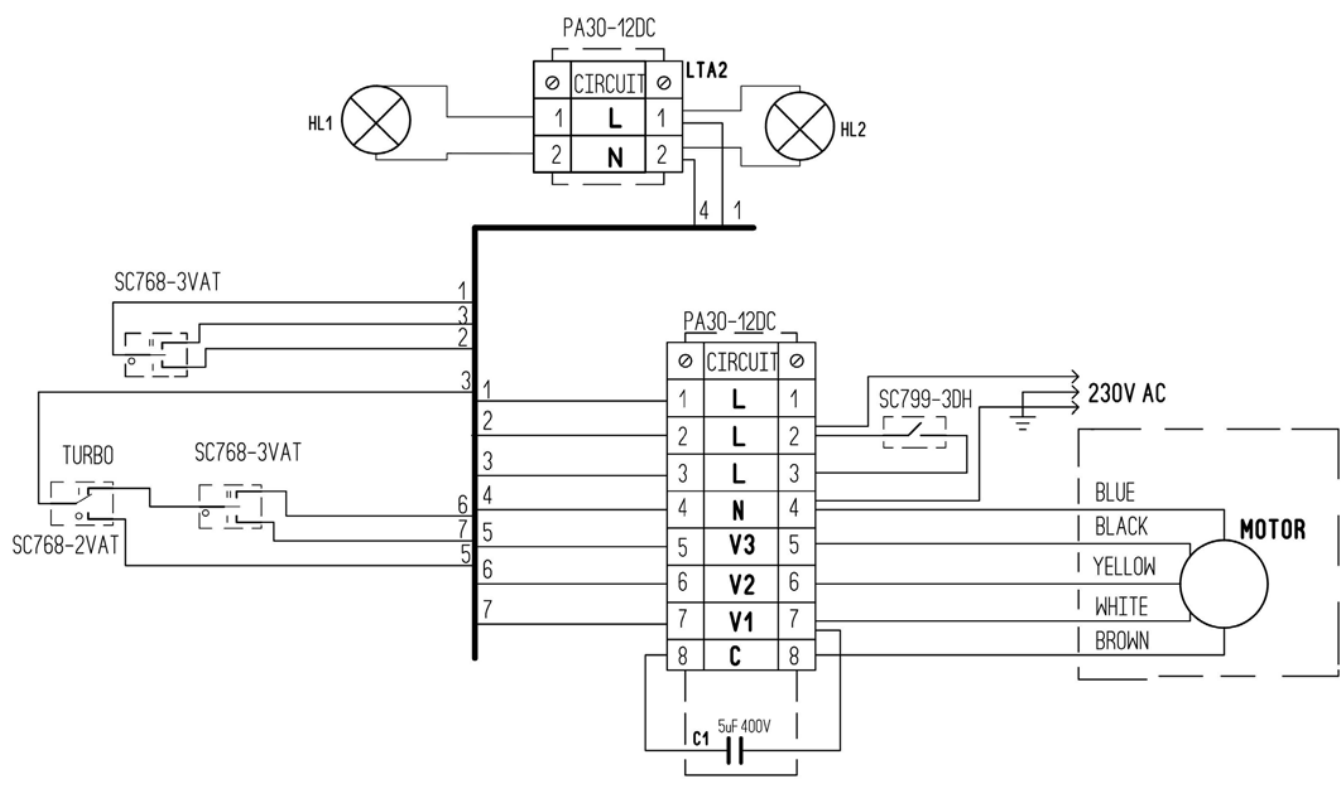 PA30-12DC
LTA2
CIRCUIT
HL1
1 L 1
HL2
2 N 2
4 1
SC768-3VAT
1
3
2
II
I
3
PA30-12DC
CIRCUIT
1
1 L 1
230V AC
SC799-3DH
2
2 L 2
3
3 L 3
4
4 N 4
5
5 V3 5
6
6 V2 6
7
7 V1 7
8 C 8
TURBO
I
SC768-2VAT
SC768-3VAT
II
I
6
7
5
BLUE
BLACK
MOTOR
YELLOW
WHITE
BROWN
C1
5uF 400V